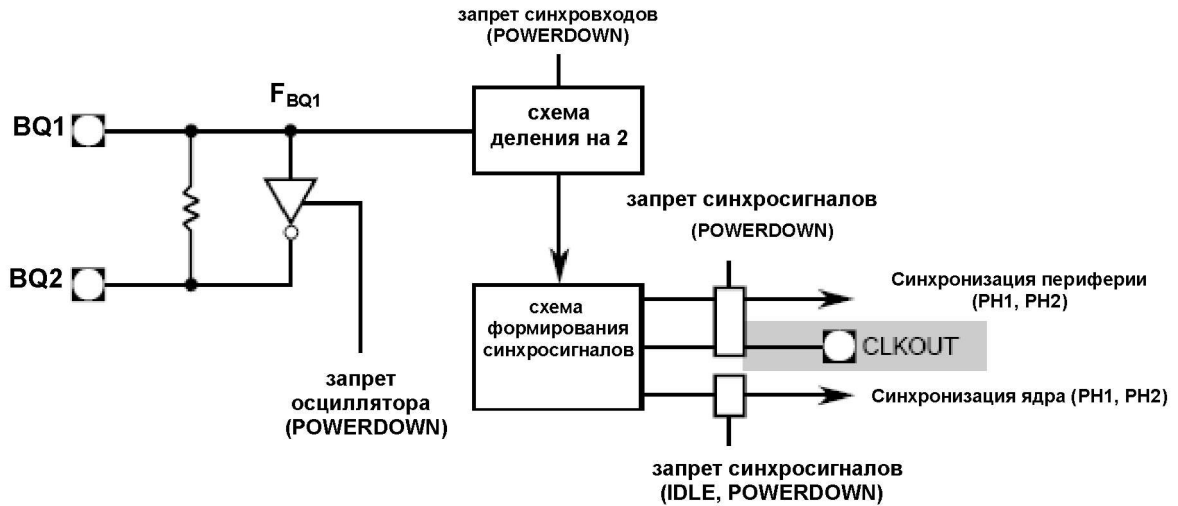 запрет синхровходов
(POWERDOWN)
FBQ1
BQ1
схема
деления на 2
запрет синхросигналов
(POWERDOWN)
BQ2
Синхронизация периферии
(PH1, PH2)
схема
формирования
синхросигналов
CLKOUT
запрет
осциллятора
(POWERDOWN)
Синхронизация ядра (PH1, PH2)
запрет синхросигналов
(IDLE, POWERDOWN)